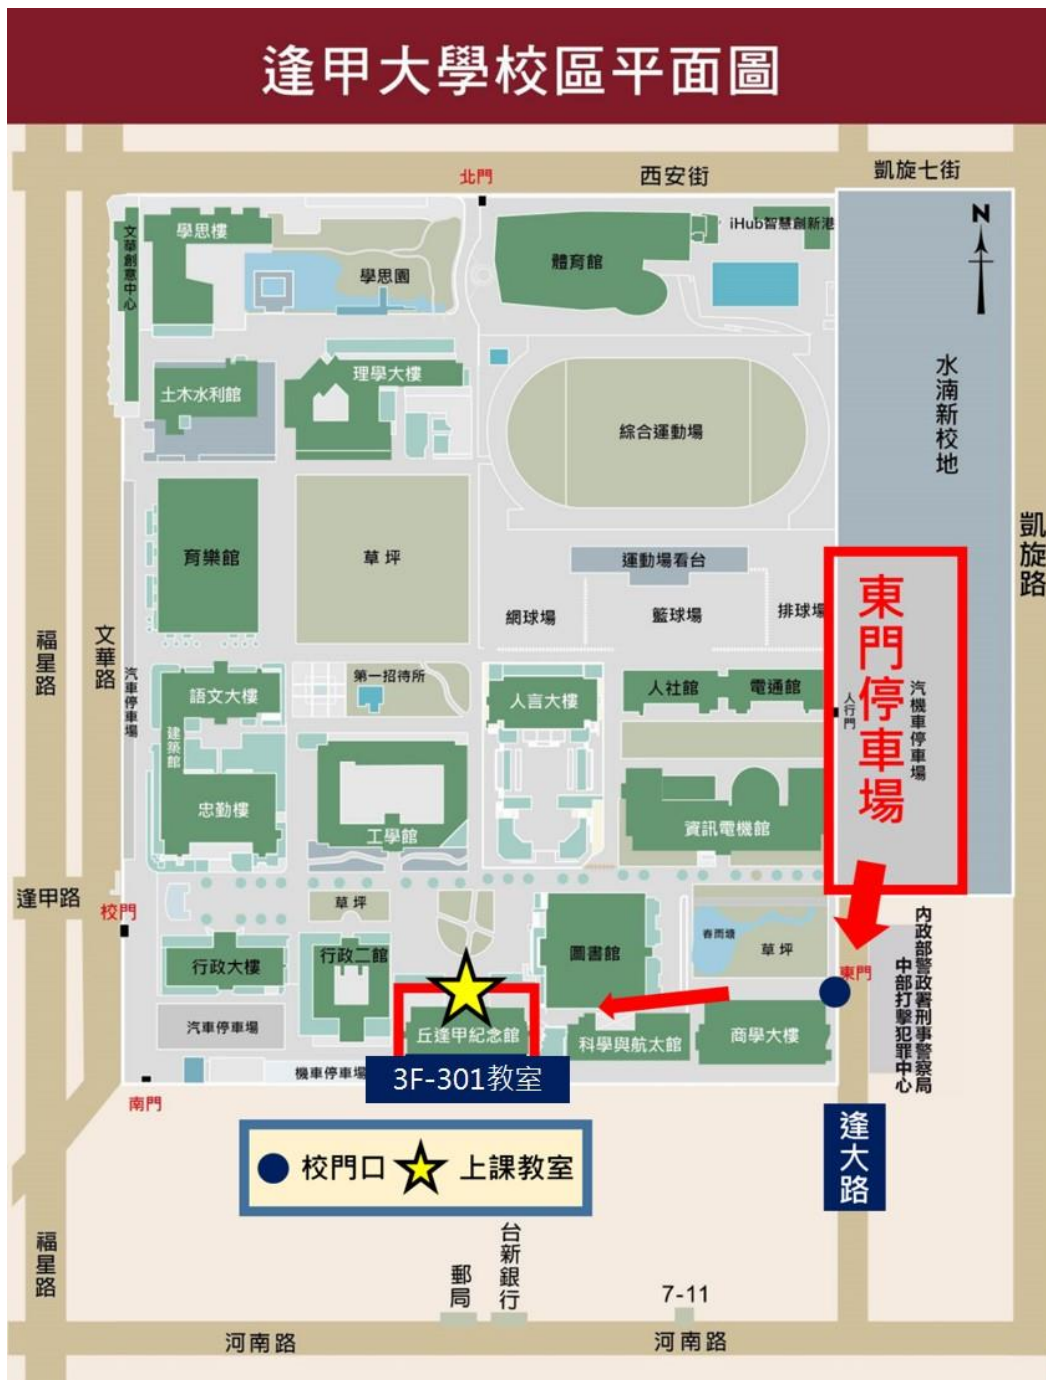 逢甲大學校區平面圖
西安街
凱旋七街
北門
文華創意中心
學思樓
學思園
體育館
iHub智慧創新港
N
土木水利館
理學大樓
綜合運動場
水湳新校地
凱旋路
育樂館
草坪
運動場看台
網球場
籃球場
排球場
福星路
文華路
汽車停車場
語文大樓
建築館
忠勤樓
第一招待所
工學館
人言大樓
人社館
電通館
人行門
東門停車場
汽機車停車場
資訊電機館
逢甲路
校門
草坪
行政大樓
行政二館
圖書館
春雨塘
草坪
東門
內政部警政署刑事警察局
中部打擊犯罪中心
汽車停車場
丘逢甲紀念館
科學與航太館
商學大樓
機車停車場
3F-301教室
南門
逢大路
校門口
上課教室
福星路
郵局
台新銀行
7-11
河南路
河南路